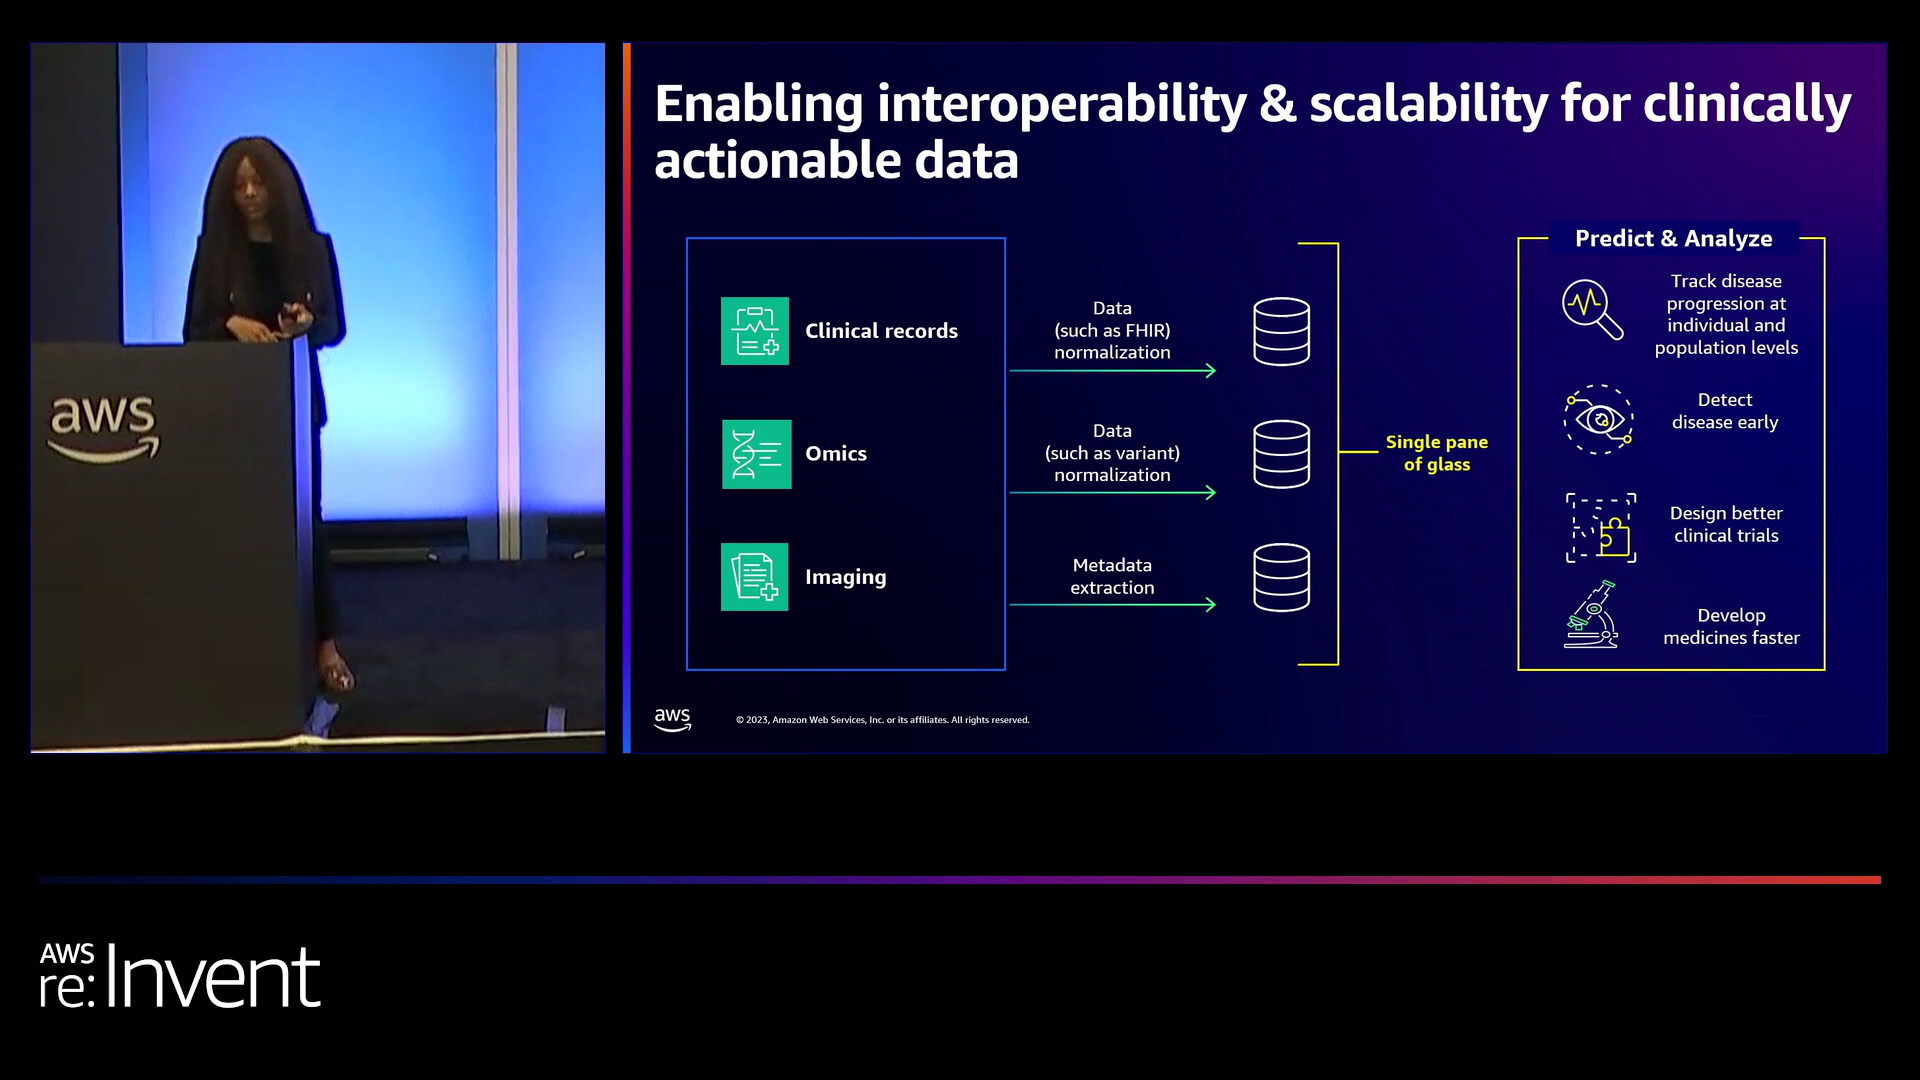 aws
Enabling interoperability & scalability for clinically
actionable data
Clinical records
Omics
Imaging
Data
(such as FHIR)
normalization
Data
(such as variant)
normalization
Metadata
extraction
Single pane
of glass
Predict & Analyze
Track disease
progression at
individual and
population levels
Detect
disease early
Design better
clinical trials
Develop
medicines faster
aws
© 2023, Amazon Web Services, Inc. or its affiliates. All rights reserved.
AWS
re:Invent